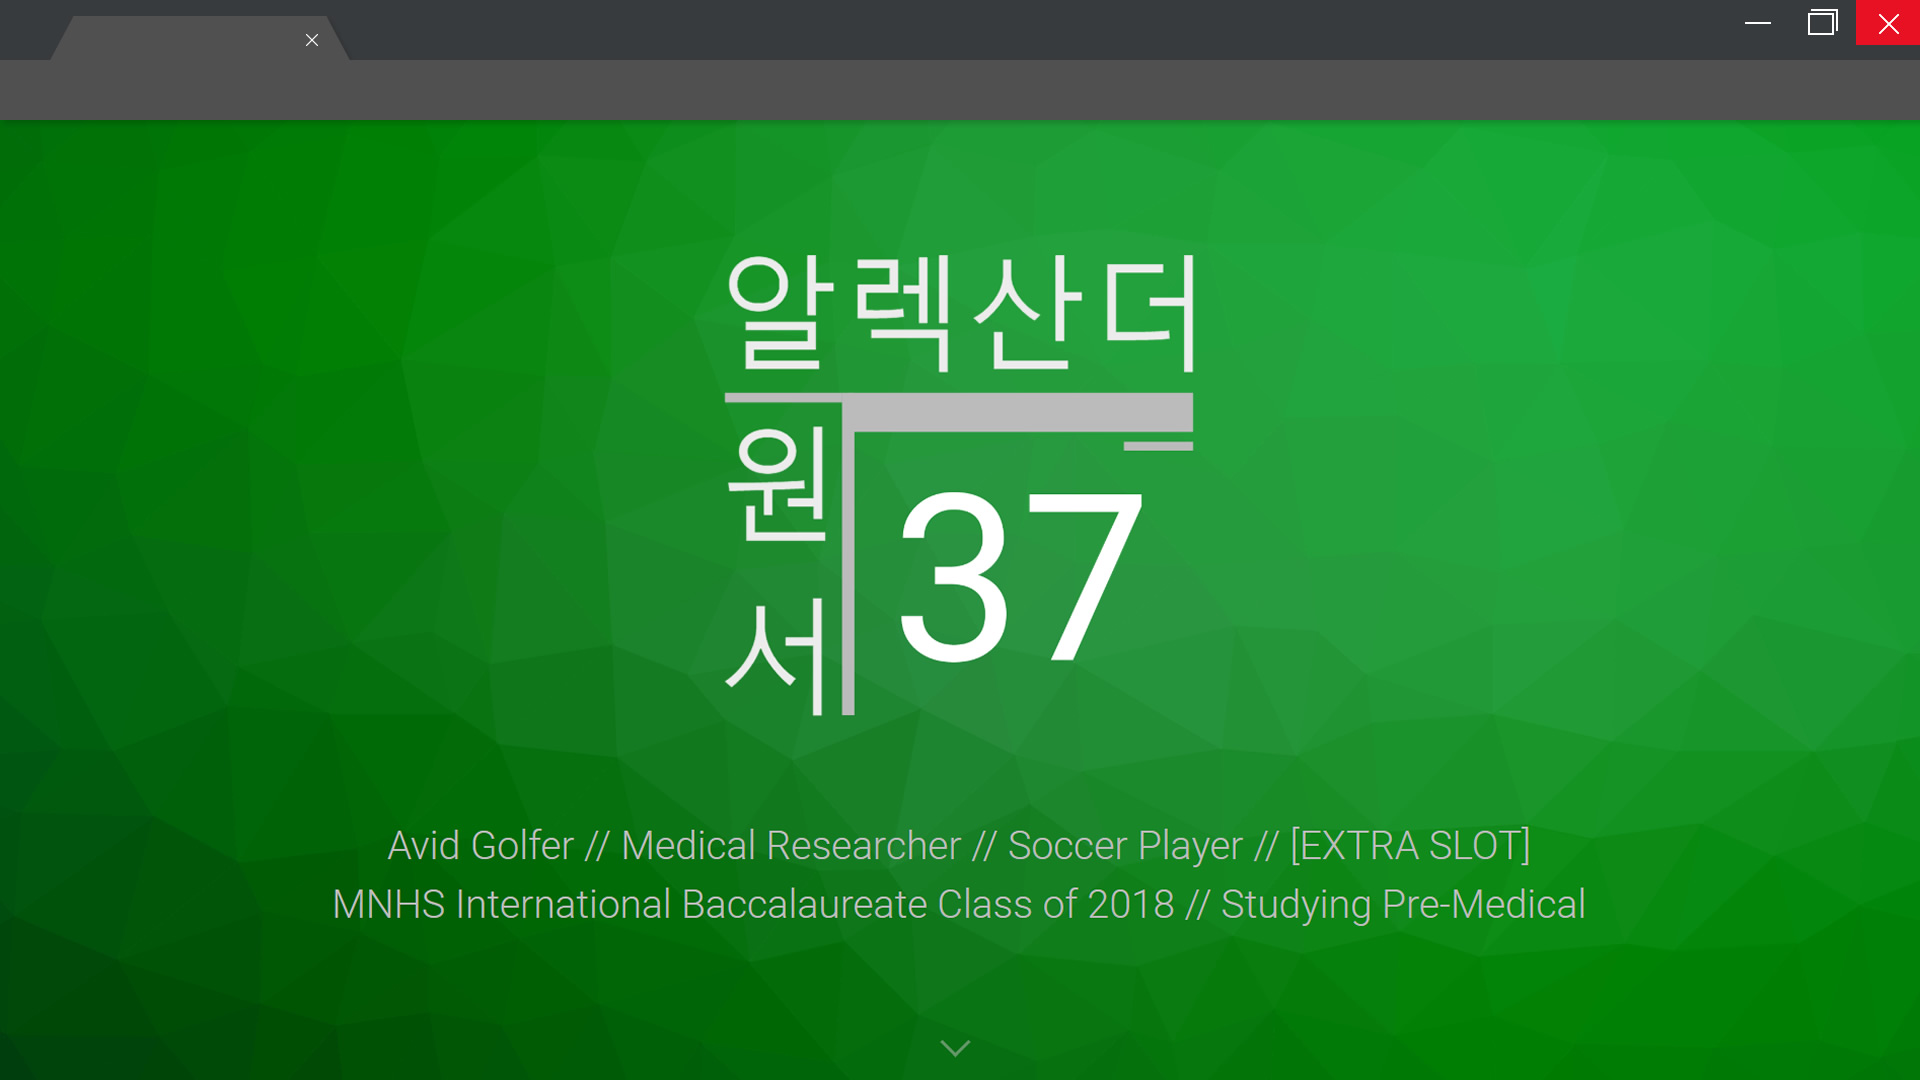 알렉산더
원
서
37
Avid Golfer // Medical Researcher // Soccer Player // [EXTRA SLOT]
MNHS International Baccalaureate Class of 2018 // Studying Pre-Medical